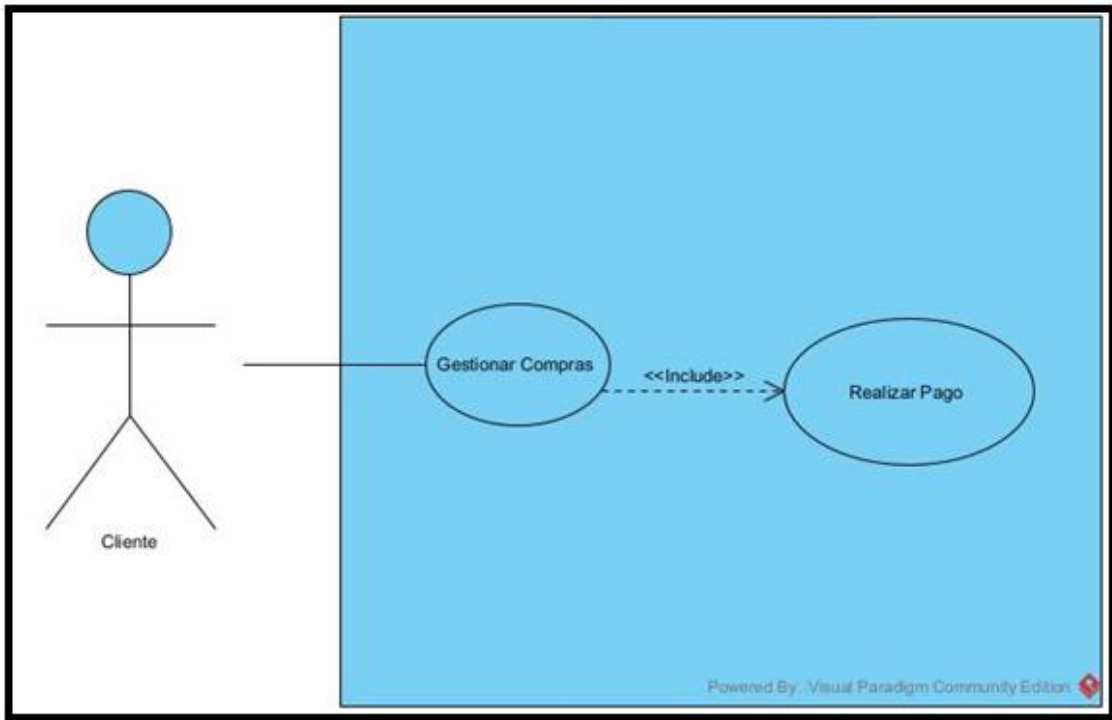 Gestionar Compras
<<Include>>
Realizar Pago
Cliente
Powered By: Visual Paradigm Community Edition